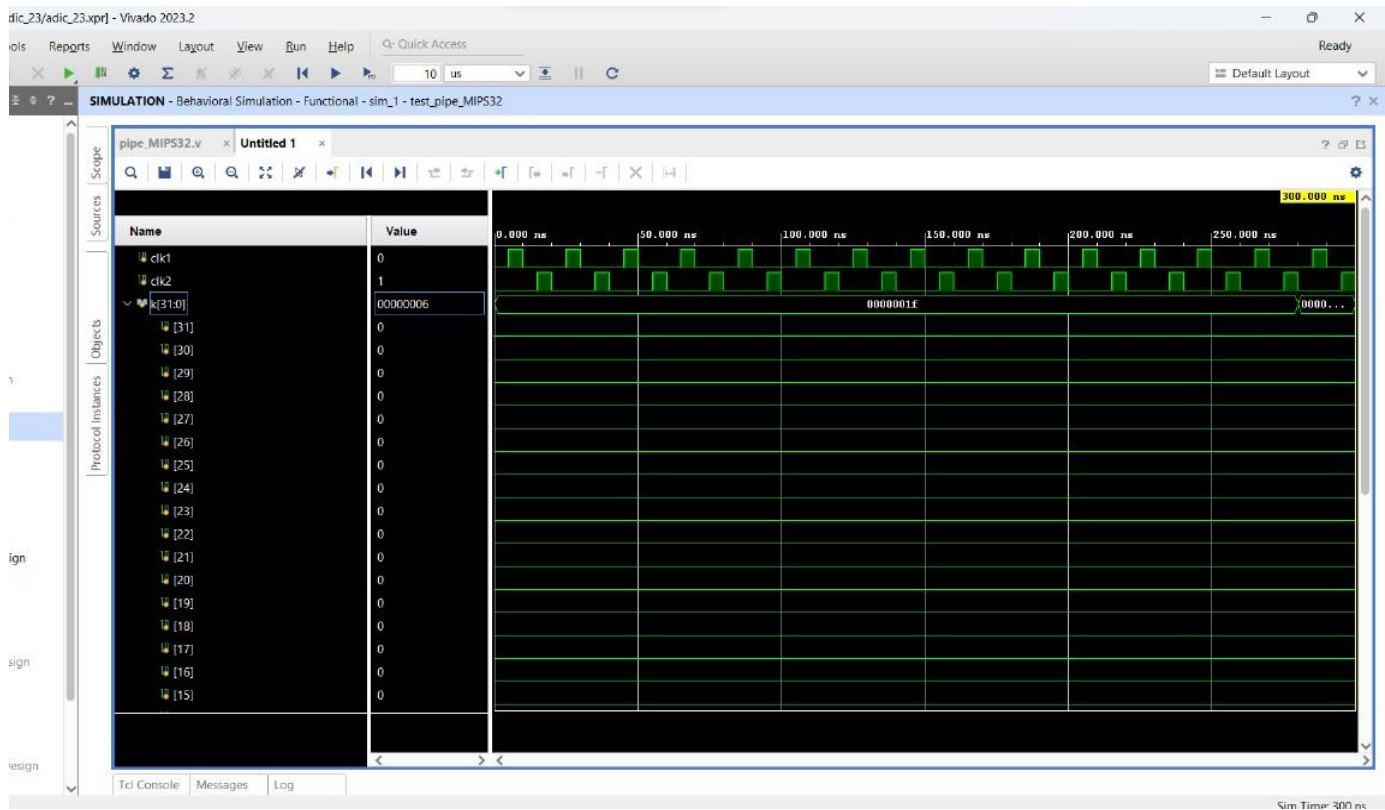 dic_23/adic_23.xpr] - Vivado 2023.2
ools Reports Window Layout View Run Help Quick Access Ready
10 us Default Layout
SIMULATION - Behavioral Simulation - Functional - sim_1 - test_pipe_MIPS32
Scope
Sources
Objects
Protocol Instances
pipe_MIPS32.v Untitled 1
300.000 ns
Name Value 0.000 ns 50.000 ns 100.000 ns 150.000 ns 200.000 ns 250.000 ns
clk1 0
clk2 1
k[31:0] 00000006 0000001f 0000...
[31] 0
[30] 0
[29] 0
[28] 0
[27] 0
[26] 0
[25] 0
[24] 0
[23] 0
[22] 0
[21] 0
[20] 0
[19] 0
[18] 0
[17] 0
[16] 0
[15] 0
ign
sign
Design
Tcl Console Messages Log
Sim Time: 300 ns